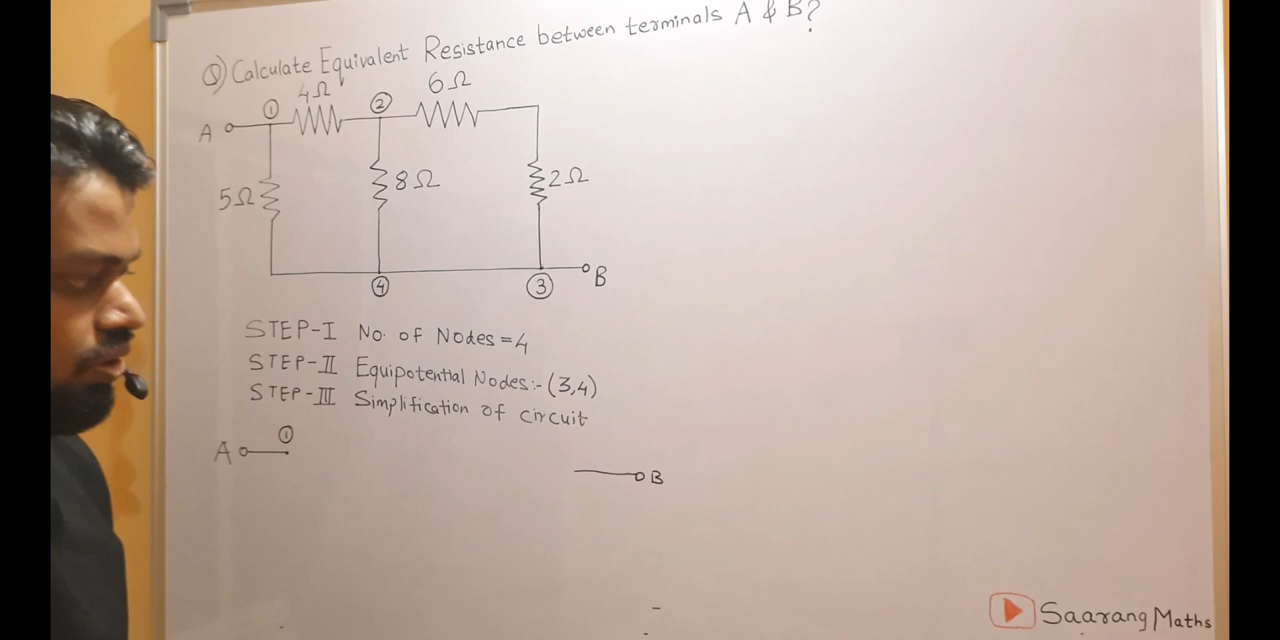 Q) Calculate Equivalent Resistance between terminals A & B?
4Ω
6Ω
① ②
A
5Ω
8Ω
2Ω
B
④ ③
STEP-I No. of Nodes = 4
STEP-II Equipotential Nodes:- (3,4)
STEP-III Simplification of circuit
①
A
B
Saarang Maths